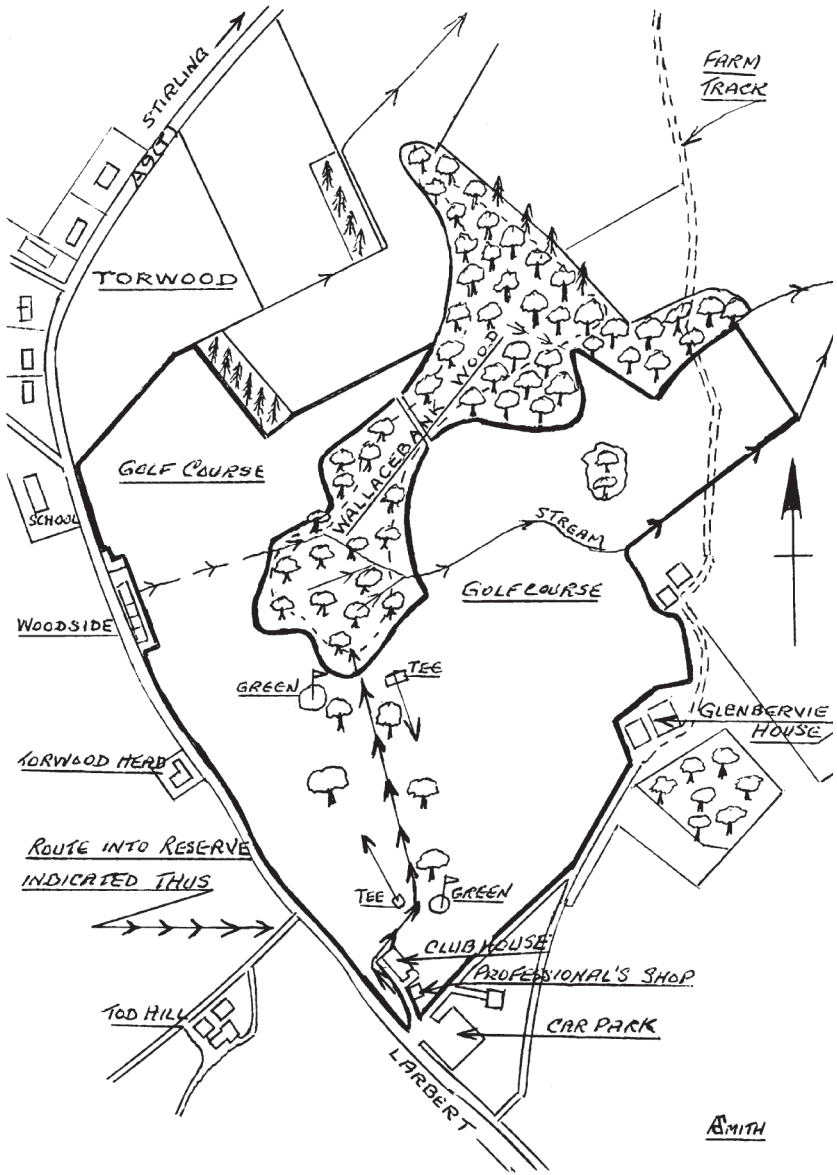 STIRLING
A9(T)
FARM
TRACK
TORWOOD
WALLACEBANK WOOD
GOLF COURSE
SCHOOL
STREAM
GOLF COURSE
WOODSIDE
GREEN
TEE
GLENBERVIE
HOUSE
TORWOOD HEAD
ROUTE INTO RESERVE
INDICATED THUS
TEE
GREEN
CLUB HOUSE
PROFESSIONAL'S SHOP
TOD HILL
CAR PARK
LARBERT
ASMITH